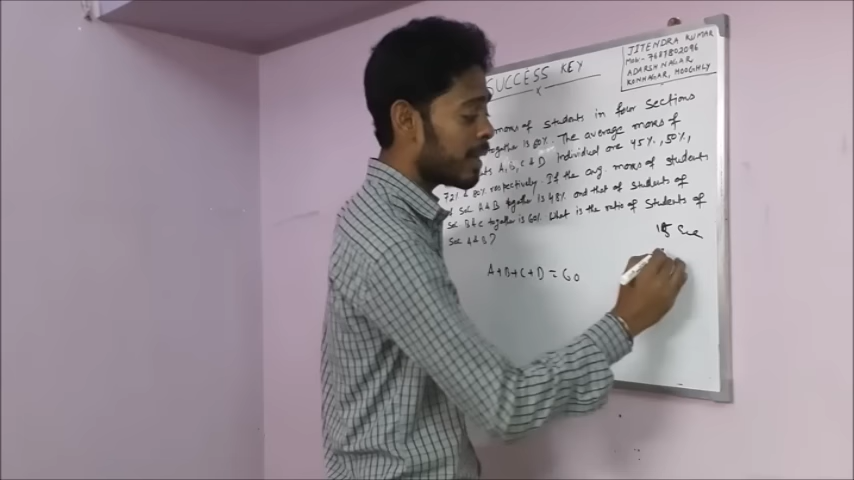 SUCCESS KEY
JITENDRA KUMAR
MOB - 7687802096
ADARSH NAGAR
KONNAGAR, HOOGHLY
of students in four sections
together is 60%. The average marks of
A, B, C & D individual are 45%, 50%,
72% & 80% respectively. If the avg marks of students
of sec A & B together is 48% and that of students of
sec B & C together is 60%. What is the ratio of students of
sec A & B?
A+B+C+D = 60